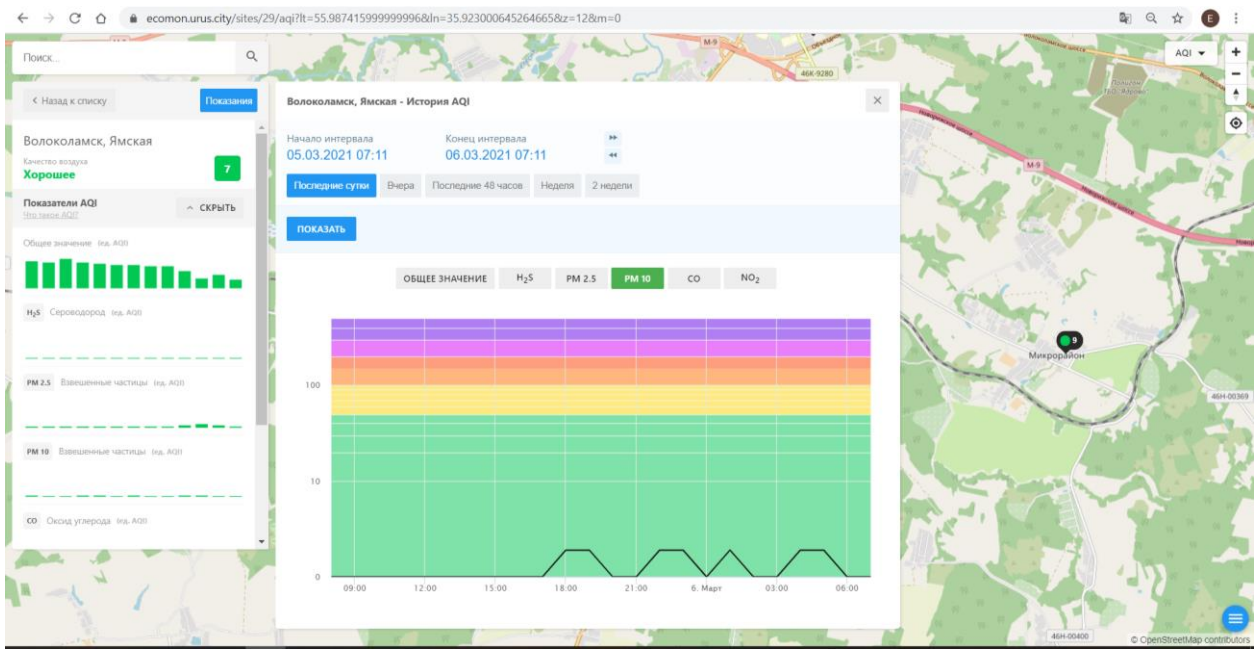 ecomon.urus.city/sites/29/aqi?lt=55.987415999999996&ln=35.923000645264665&z=12&m=0
E
Поиск...
Назад к списку
Показания
Волоколамск, Ямская
Качество воздуха
Хорошее
7
Показатели AQI
Что такое AQI?
СКРЫТЬ
Общее значение (ед. AQI)
H₂S Сероводород (ед. AQI)
PM 2.5 Взвешенные частицы (ед. AQI)
PM 10 Взвешенные частицы (ед. AQI)
CO Оксид углерода (ед. AQI)
Волоколамск, Ямская - История AQI
Начало интервала
05.03.2021 07:11
Конец интервала
06.03.2021 07:11
Последние сутки Вчера Последние 48 часов Неделя 2 недели
ПОКАЗАТЬ
ОБЩЕЕ ЗНАЧЕНИЕ H₂S PM 2.5 PM 10 CO NO₂
100
10
0
09:00 12:00 15:00 18:00 21:00 6. Март 03:00 06:00
AQI
M-9
46К-9280
M-9
9
Микрорайон
46Н-00369
46Н-00400
© OpenStreetMap contributors